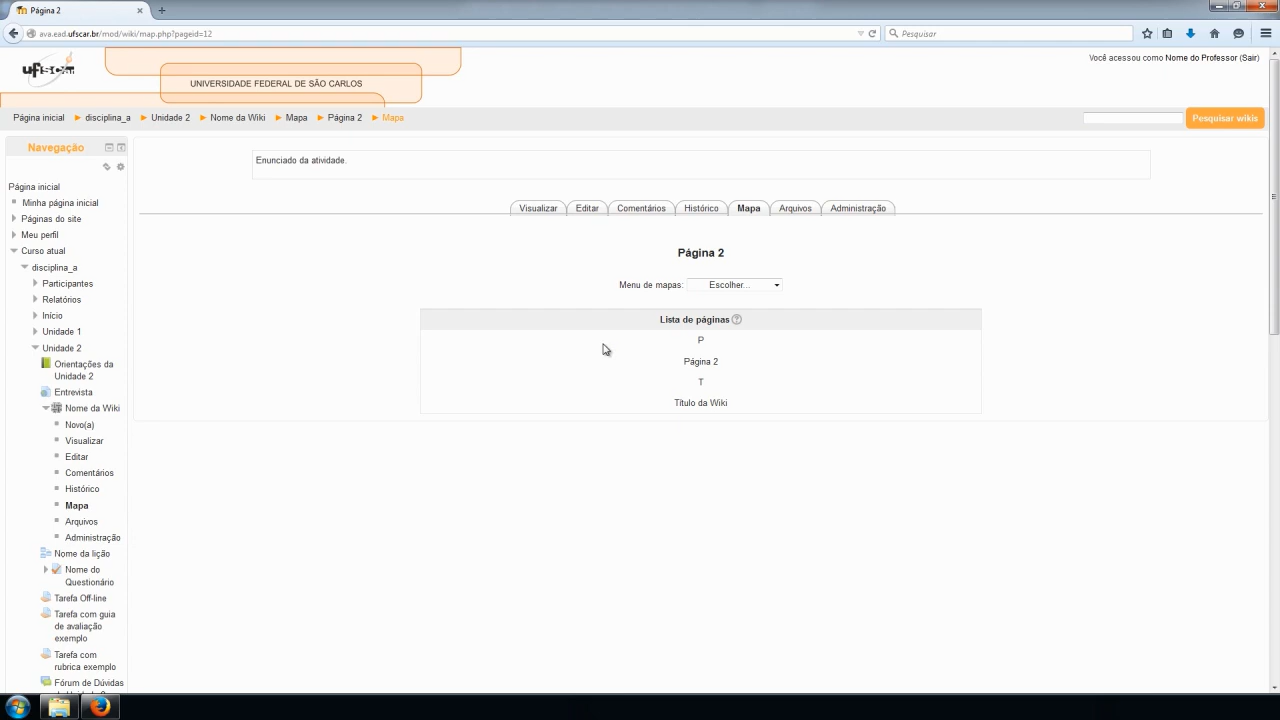 Página 2
ava.ead.ufscar.br/mod/wiki/map.php?pageid=12
Pesquisar
ufscar
UNIVERSIDADE FEDERAL DE SÃO CARLOS
Você acessou como Nome do Professor (Sair)
Página inicial ► disciplina_a ► Unidade 2 ► Nome da Wiki ► Mapa ► Página 2 ► Mapa
Pesquisar wikis
Navegação
Página inicial
Minha página inicial
Páginas do site
Meu perfil
Curso atual
disciplina_a
Participantes
Relatórios
Início
Unidade 1
Unidade 2
Orientações da
Unidade 2
Entrevista
Nome da Wiki
Novo(a)
Visualizar
Editar
Comentários
Histórico
Mapa
Arquivos
Administração
Nome da lição
Nome do
Questionário
Tarefa Off-line
Tarefa com guia
de avaliação
exemplo
Tarefa com
rubrica exemplo
Fórum de Dúvidas
Enunciado da atividade.
Visualizar Editar Comentários Histórico Mapa Arquivos Administração
Página 2
Menu de mapas: Escolher...
Lista de páginas
P
Página 2
T
Título da Wiki